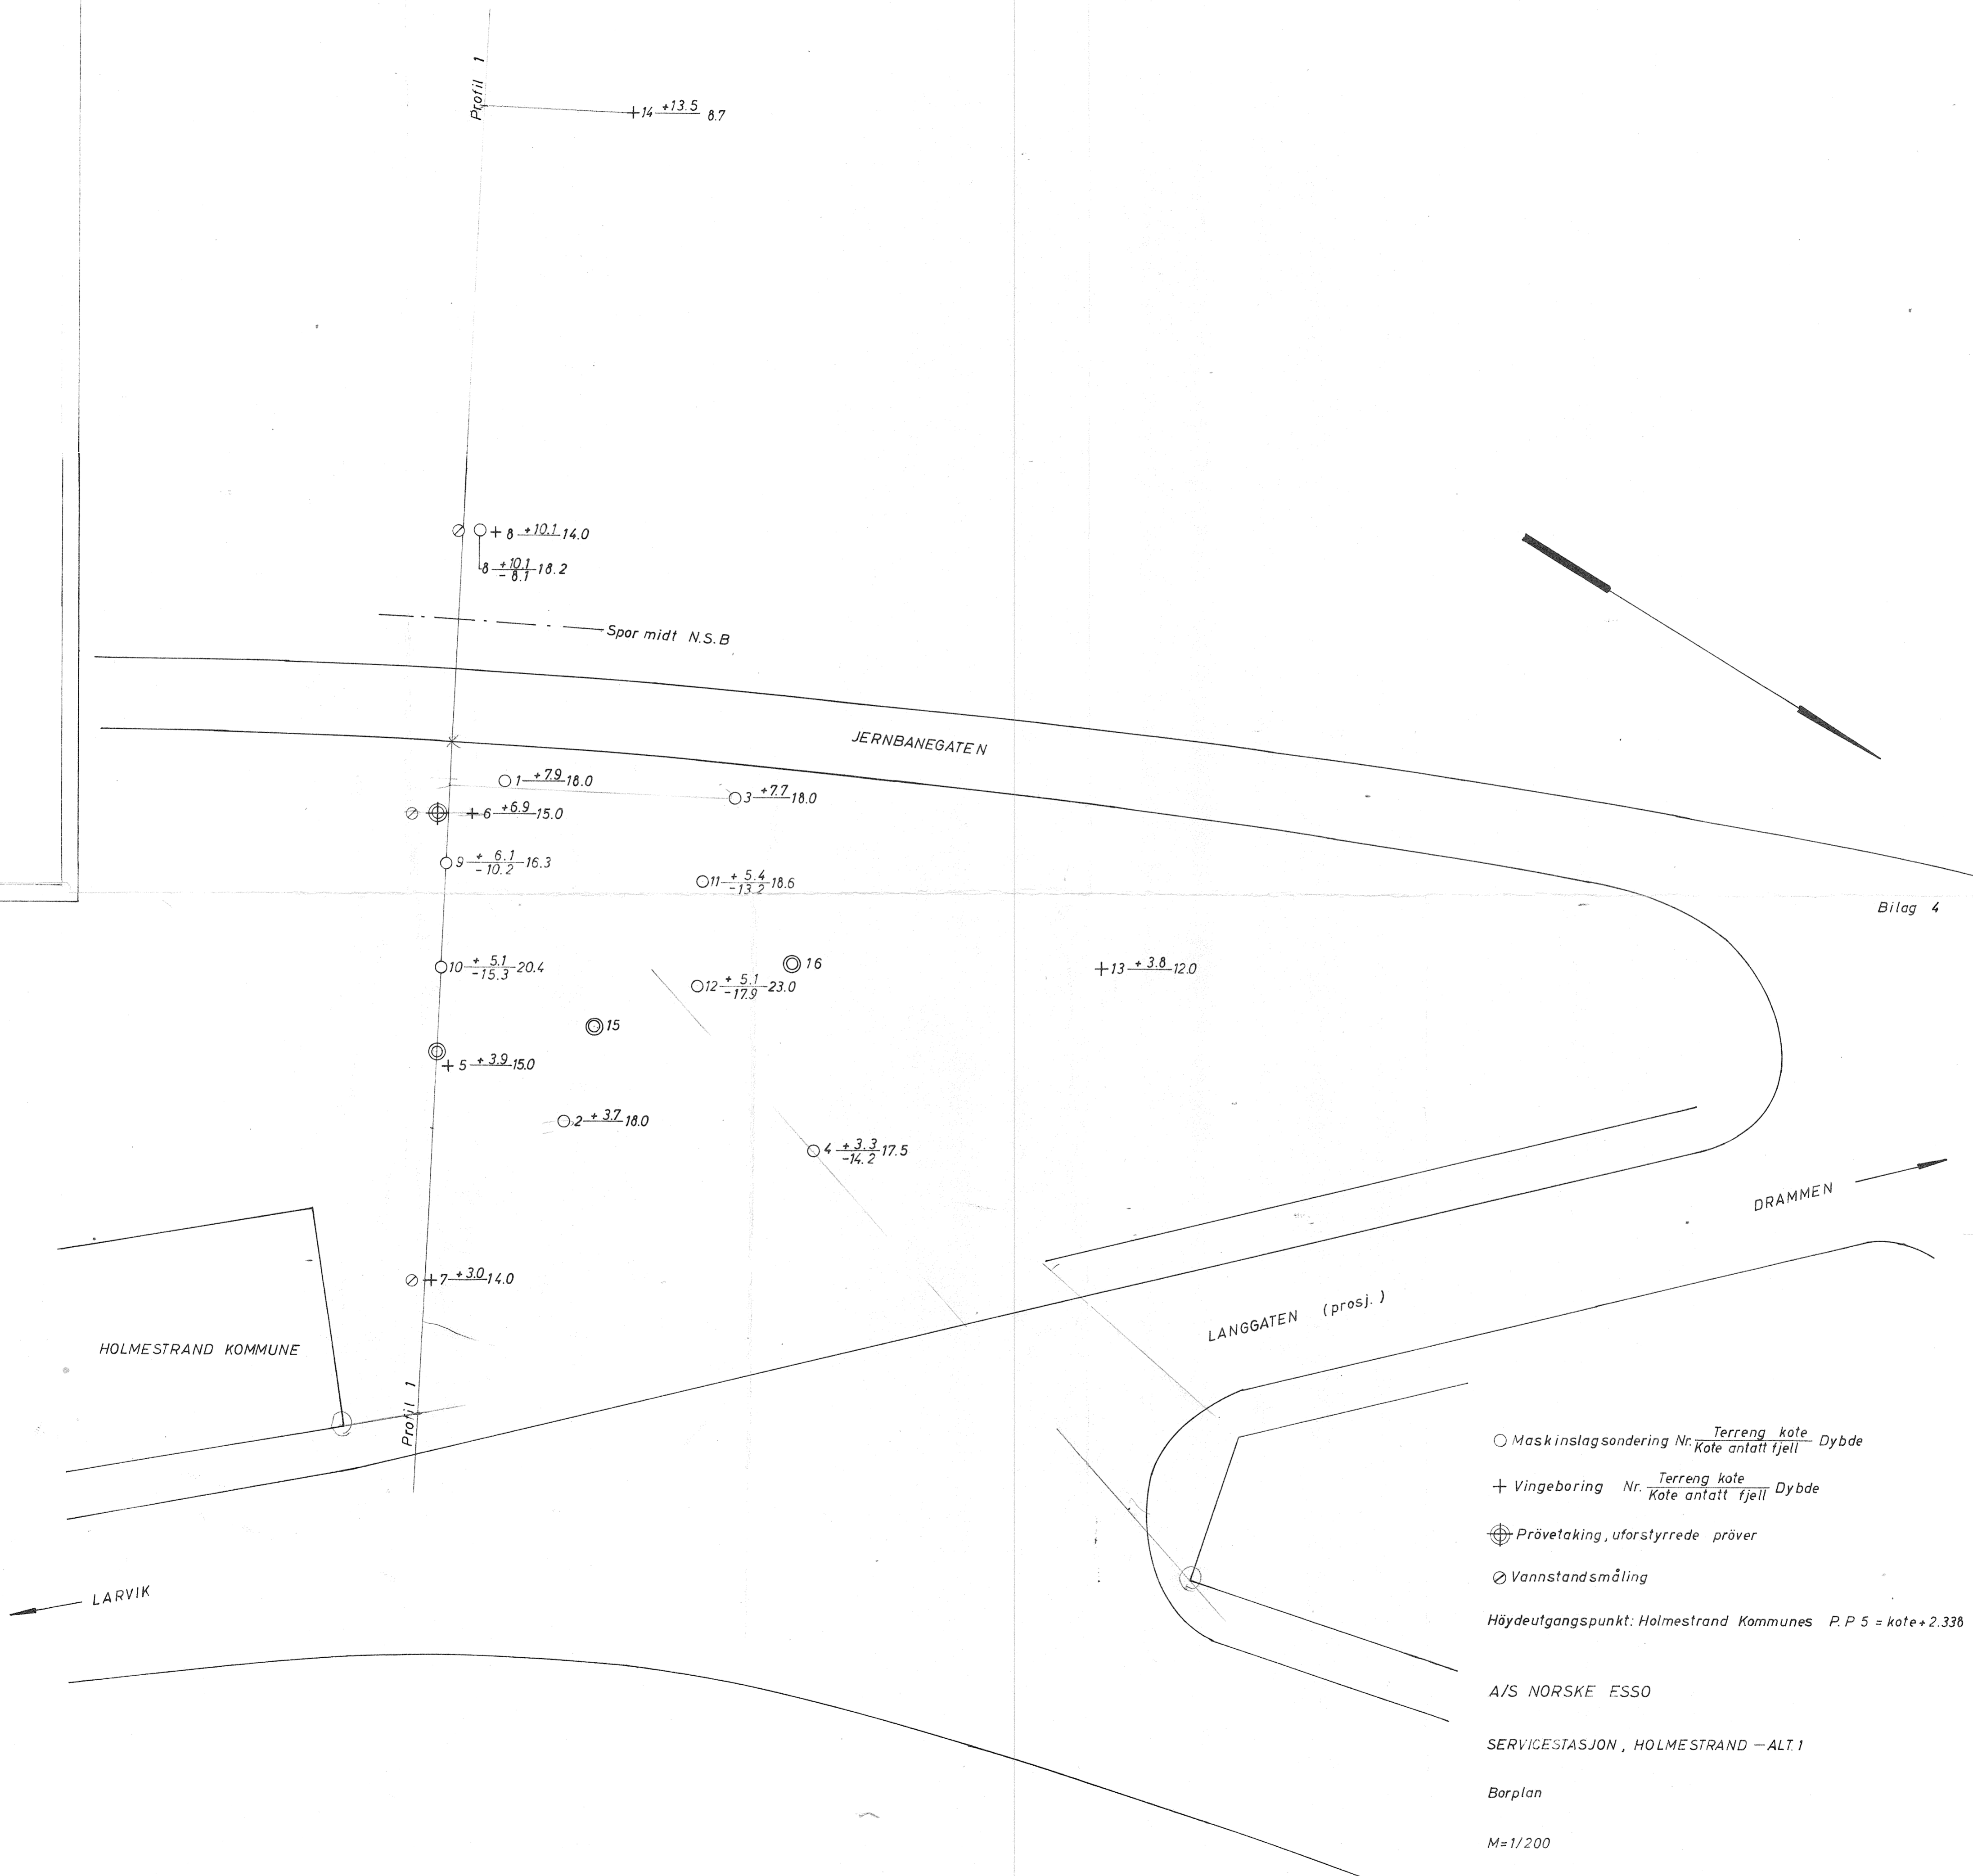 Profil 1
14 +13.5 8.7
8 +10.1 14.0
8 +10.1 18.2
-8.1
Spor midt N.S.B
JERNBANEGATEN
1 +7.9 18.0
3 +7.7 18.0
6 +6.9 15.0
9 +6.1 16.3
-10.2
11 +5.4 18.6
-13.2
Bilag 4
10 +5.1 20.4
-15.3
16
13 +3.8 12.0
12 +5.1 23.0
-17.9
15
5 +3.9 15.0
2 +3.7 18.0
4 +3.3 17.5
-14.2
DRAMMEN
7 +3.0 14.0
LANGGATEN (prosj.)
HOLMESTRAND KOMMUNE
Profil 1
Maskinslagsondering Nr. Terreng kote Dybde
Kote antatt fjell
Vingeboring Nr. Terreng kote Dybde
Kote antatt fjell
Prövetaking, uforstyrrede pröver
Vannstandsmåling
LARVIK
Höydeutgangspunkt: Holmestrand Kommunes P.P 5 = kote+2.338
A/S NORSKE ESSO
SERVICESTASJON, HOLMESTRAND – ALT. 1
Borplan
M=1/200